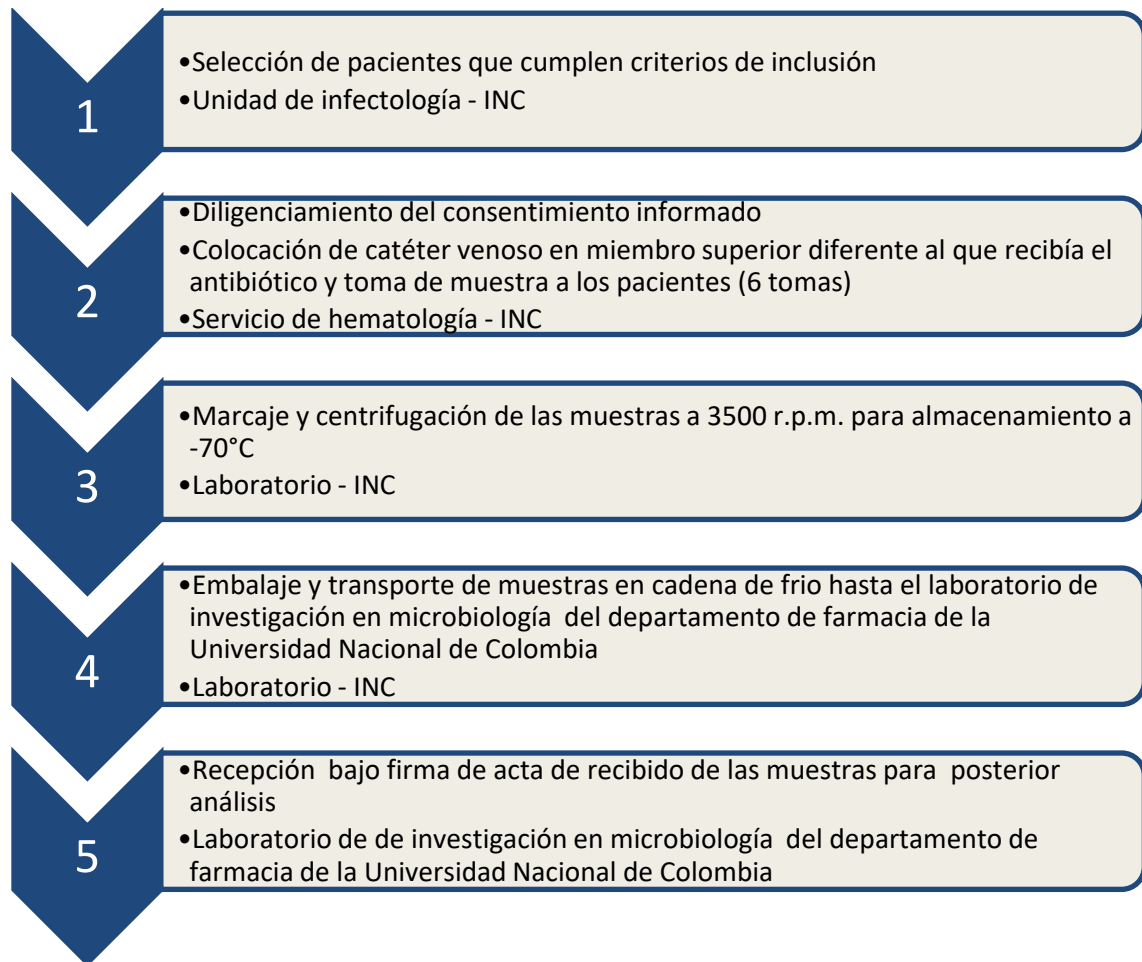 1
•Selección de pacientes que cumplen criterios de inclusión
•Unidad de infectología - INC
2
•Diligenciamiento del consentimiento informado
•Colocación de catéter venoso en miembro superior diferente al que recibía el
antibiótico y toma de muestra a los pacientes (6 tomas)
•Servicio de hematología - INC
3
•Marcaje y centrifugación de las muestras a 3500 r.p.m. para almacenamiento a
-70°C
•Laboratorio - INC
4
•Embalaje y transporte de muestras en cadena de frio hasta el laboratorio de
investigación en microbiología  del departamento de farmacia de la
Universidad Nacional de Colombia
•Laboratorio - INC
5
•Recepción  bajo firma de acta de recibido de las muestras para  posterior
análisis
•Laboratorio de de investigación en microbiología  del departamento de
farmacia de la Universidad Nacional de Colombia